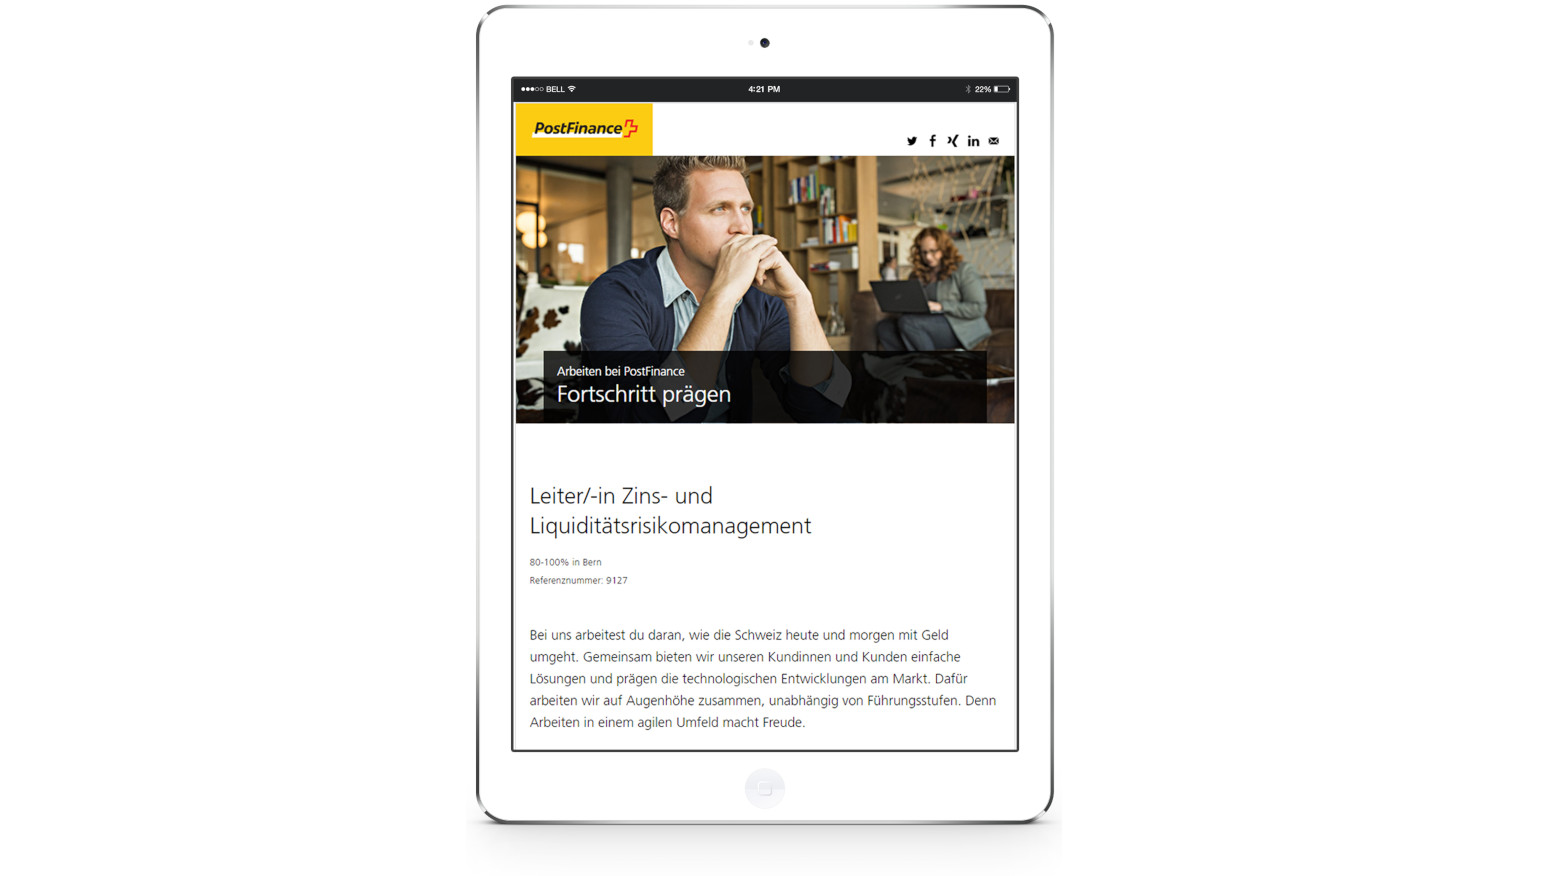 BELL
4:21 PM
22%
PostFinance
Arbeiten bei PostFinance
Fortschritt prägen
Leiter/-in Zins- und
Liquiditätsrisikomanagement
80-100% in Bern
Referenznummer: 9127
Bei uns arbeitest du daran, wie die Schweiz heute und morgen mit Geld
umgeht. Gemeinsam bieten wir unseren Kundinnen und Kunden einfache
Lösungen und prägen die technologischen Entwicklungen am Markt. Dafür
arbeiten wir auf Augenhöhe zusammen, unabhängig von Führungsstufen. Denn
Arbeiten in einem agilen Umfeld macht Freude.